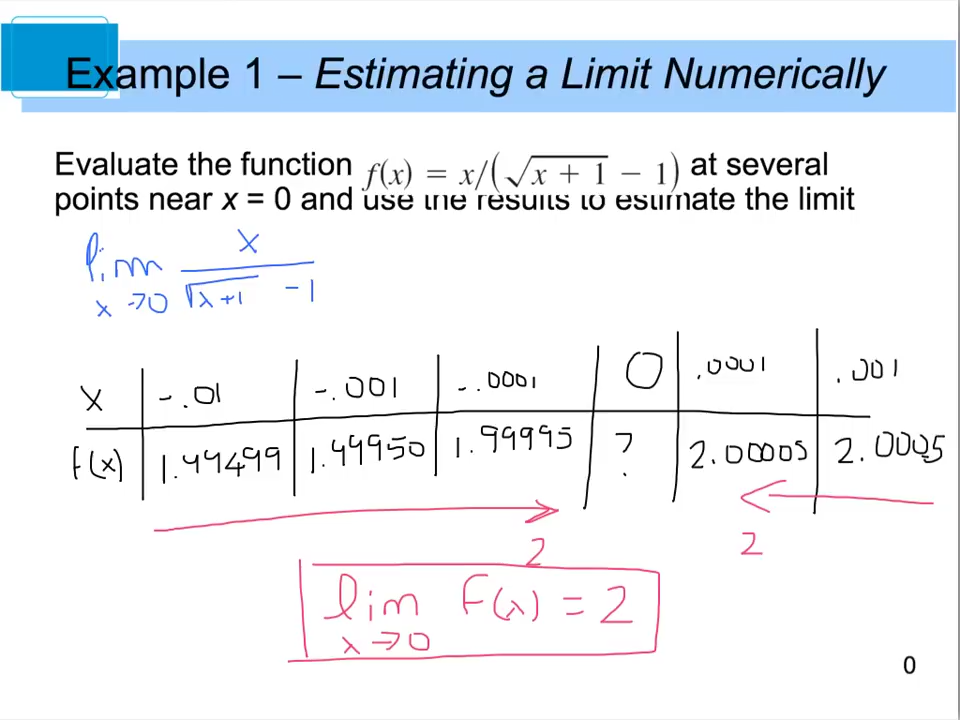 Example 1 – Estimating a Limit Numerically
Evaluate the function f(x) = x/(√x + 1 − 1) at several
points near x = 0 and use the results to estimate the limit
lim x→0 x/(√x+1 -1)
x -.01 -.001 -.0001 0 .0001 .001
f(x) 1.99499 1.99950 1.99995 ? 2.00005 2.0005
2 2
lim x→0 f(x) = 2
0